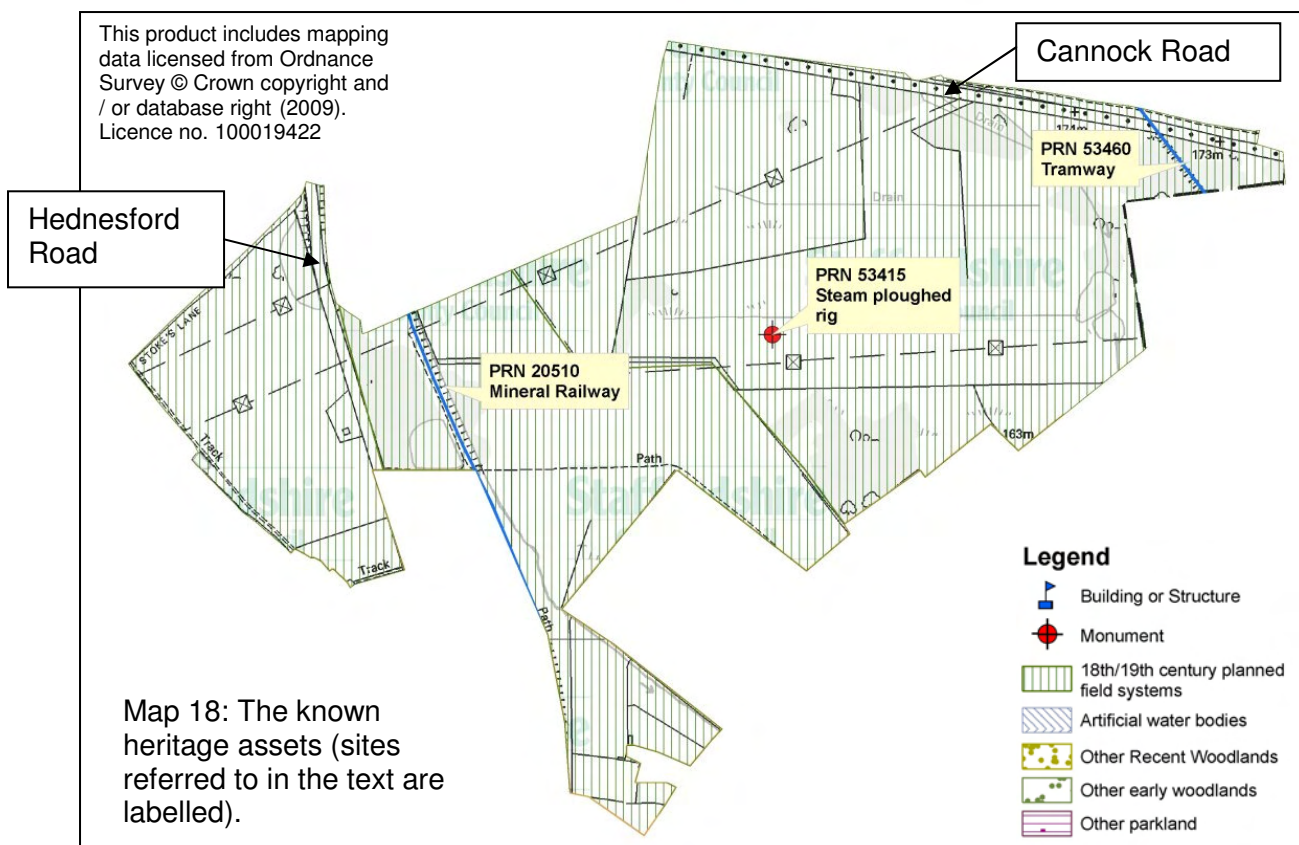 This product includes mapping
data licensed from Ordnance
Survey © Crown copyright and
/ or database right (2009).
Licence no. 100019422
Cannock Road
Hednesford
Road
ty Council
Drain
174m
173m
PRN 53460
Tramway
Drain
PRN 53415
Steam ploughed
rig
STOKE'S LANE
PRN 20510
Mineral Railway
163m
Path
Track
Track
Path
Legend
Building or Structure
Monument
18th/19th century planned
field systems
Artificial water bodies
Other Recent Woodlands
Other early woodlands
Other parkland
Map 18: The known
heritage assets (sites
referred to in the text are
labelled).